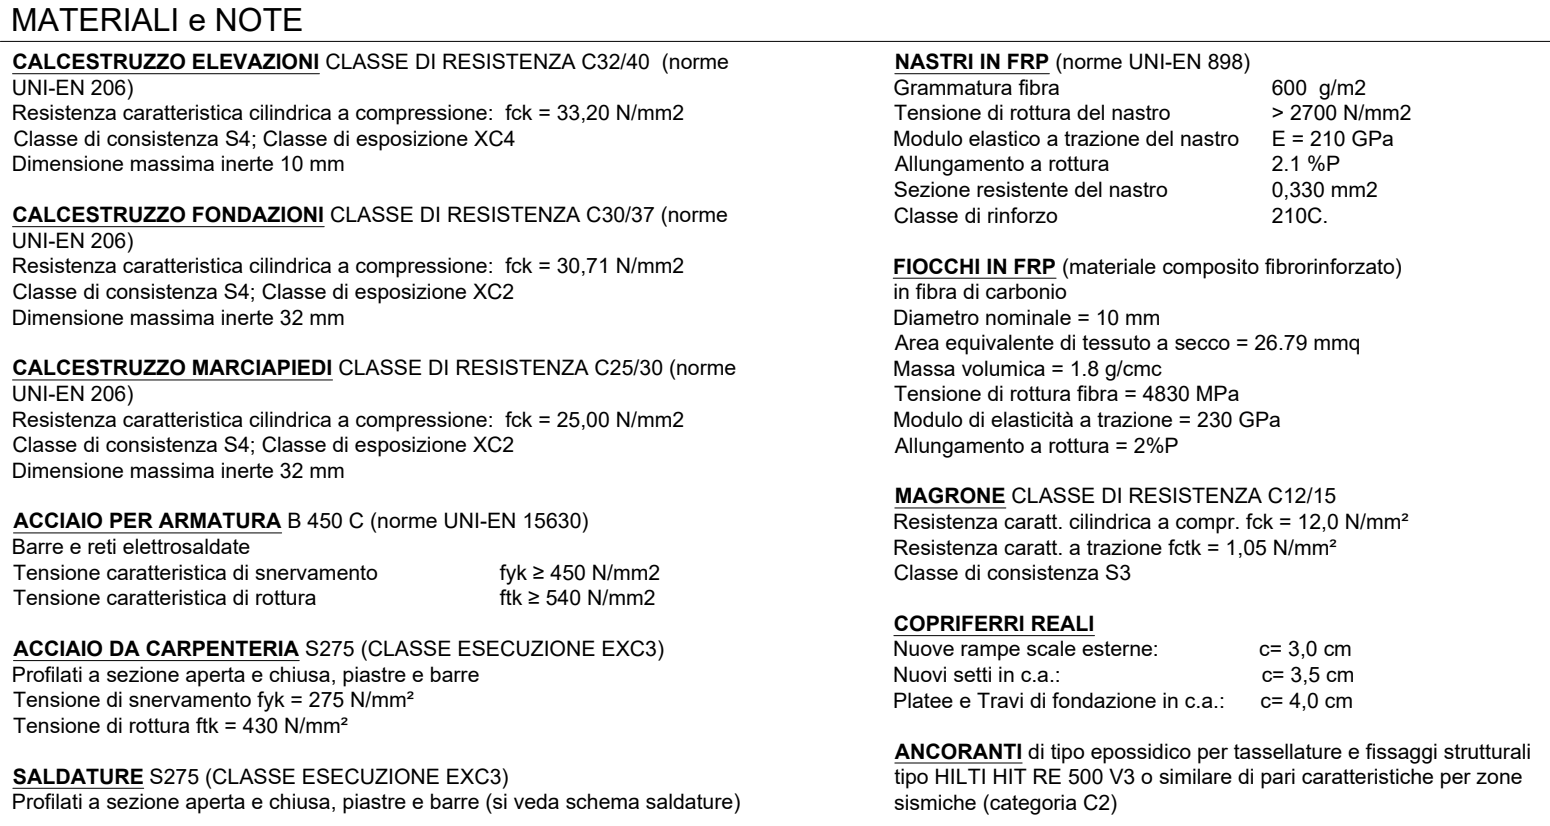 MATERIALI e NOTE
CALCESTRUZZO ELEVAZIONI CLASSE DI RESISTENZA C32/40 (norme
UNI-EN 206)
Resistenza caratteristica cilindrica a compressione: fck = 33,20 N/mm2
Classe di consistenza S4; Classe di esposizione XC4
Dimensione massima inerte 10 mm
CALCESTRUZZO FONDAZIONI CLASSE DI RESISTENZA C30/37 (norme
UNI-EN 206)
Resistenza caratteristica cilindrica a compressione: fck = 30,71 N/mm2
Classe di consistenza S4; Classe di esposizione XC2
Dimensione massima inerte 32 mm
CALCESTRUZZO MARCIAPIEDI CLASSE DI RESISTENZA C25/30 (norme
UNI-EN 206)
Resistenza caratteristica cilindrica a compressione: fck = 25,00 N/mm2
Classe di consistenza S4; Classe di esposizione XC2
Dimensione massima inerte 32 mm
ACCIAIO PER ARMATURA B 450 C (norme UNI-EN 15630)
Barre e reti elettrosaldate
Tensione caratteristica di snervamento fyk ≥ 450 N/mm2
Tensione caratteristica di rottura ftk ≥ 540 N/mm2
ACCIAIO DA CARPENTERIA S275 (CLASSE ESECUZIONE EXC3)
Profilati a sezione aperta e chiusa, piastre e barre
Tensione di snervamento fyk = 275 N/mm²
Tensione di rottura ftk = 430 N/mm²
SALDATURE S275 (CLASSE ESECUZIONE EXC3)
Profilati a sezione aperta e chiusa, piastre e barre (si veda schema saldature)
NASTRI IN FRP (norme UNI-EN 898)
Grammatura fibra 600 g/m2
Tensione di rottura del nastro > 2700 N/mm2
Modulo elastico a trazione del nastro E = 210 GPa
Allungamento a rottura 2.1 %P
Sezione resistente del nastro 0,330 mm2
Classe di rinforzo 210C.
FIOCCHI IN FRP (materiale composito fibrorinforzato)
in fibra di carbonio
Diametro nominale = 10 mm
Area equivalente di tessuto a secco = 26.79 mmq
Massa volumica = 1.8 g/cmc
Tensione di rottura fibra = 4830 MPa
Modulo di elasticità a trazione = 230 GPa
Allungamento a rottura = 2%P
MAGRONE CLASSE DI RESISTENZA C12/15
Resistenza caratt. cilindrica a compr. fck = 12,0 N/mm²
Resistenza caratt. a trazione fctk = 1,05 N/mm²
Classe di consistenza S3
COPRIFERRI REALI
Nuove rampe scale esterne: c= 3,0 cm
Nuovi setti in c.a.: c= 3,5 cm
Platee e Travi di fondazione in c.a.: c= 4,0 cm
ANCORANTI di tipo epossidico per tassellature e fissaggi strutturali
tipo HILTI HIT RE 500 V3 o similare di pari caratteristiche per zone
sismiche (categoria C2)